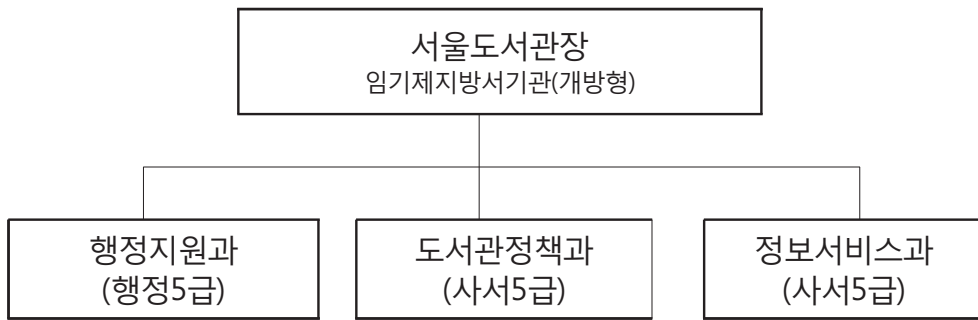 서울도서관장
임기제지방서기관(개방형)
행정지원과
(행정5급)
도서관정책과
(사서5급)
정보서비스과
(사서5급)